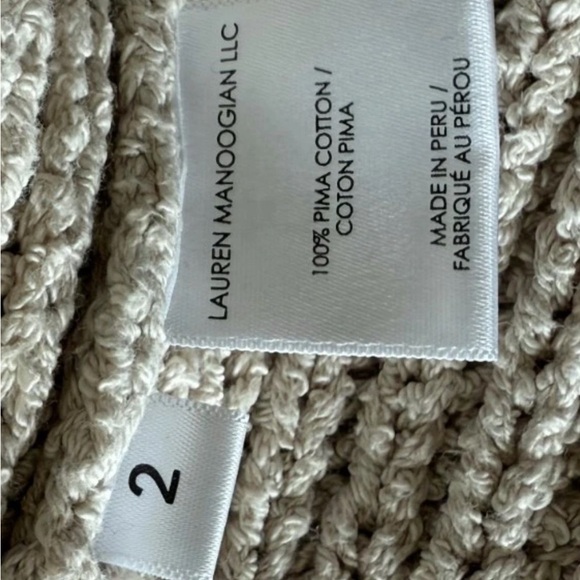 LAUREN MANOOGIAN LLC
100% PIMA COTTON /
COTON PIMA
MADE IN PERU /
FABRIQUÉ AU PÉROU
2